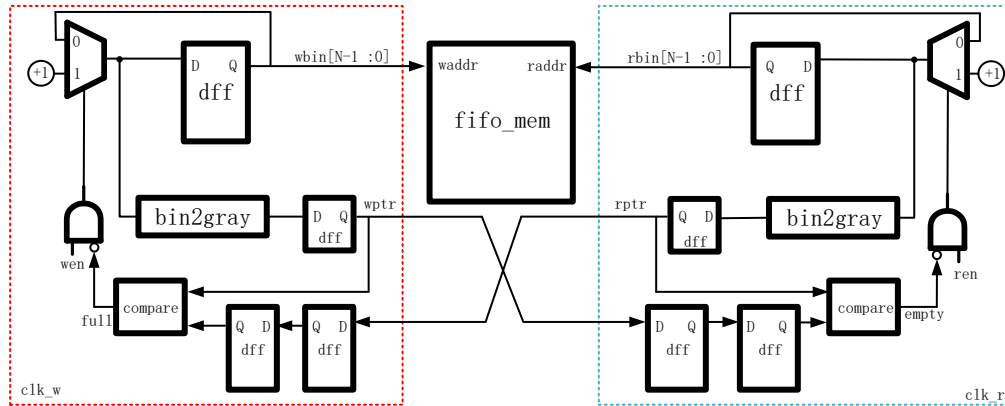 0
+1
1
D Q
dff
wbin[N-1 :0]
waddr raddr
fifo_mem
rbin[N-1 :0]
Q D
dff
0
1
+1
bin2gray
D Q
dff
wptr
rptr
Q D
dff
bin2gray
wen
ren
full
compare
Q D
dff
Q D
dff
D Q
dff
D Q
dff
compare
empty
clk_w
clk_r